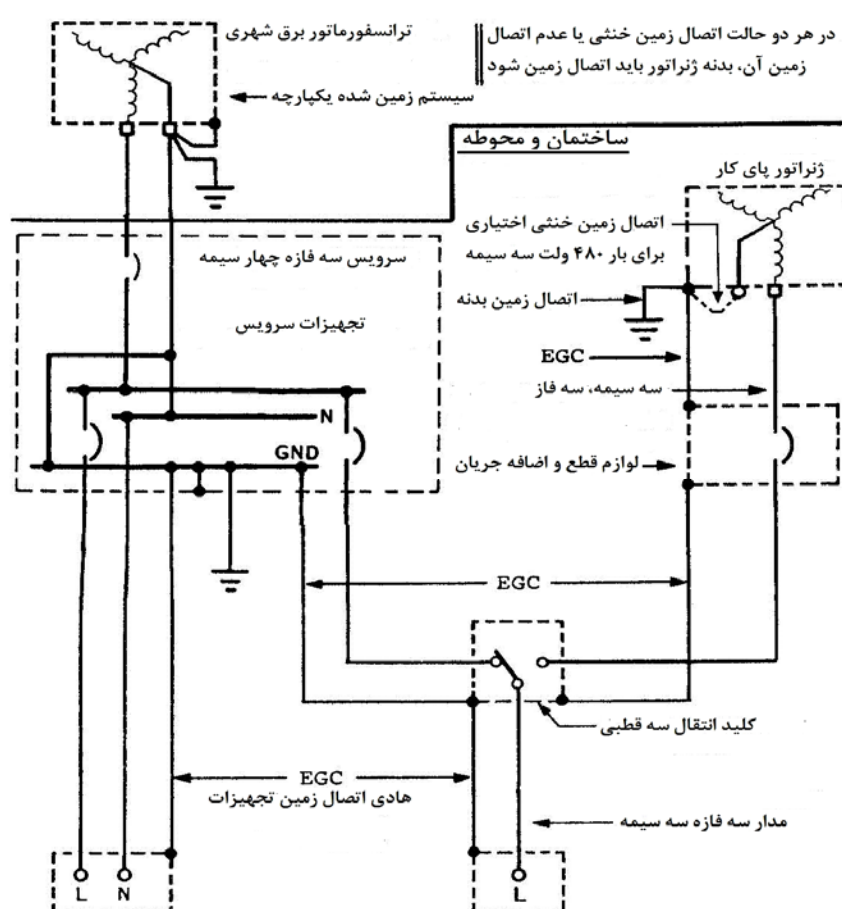 در هر دو حالت اتصال زمین خنثی یا عدم اتصال
زمین آن، بدنه ژنراتور باید اتصال زمین شود
ترانسفورماتور برق شهری
سیستم زمین شده یکپارچه
ساختمان و محوطه
ژنراتور پای کار
اتصال زمین خنثی اختیاری
برای بار ۴۸۰ ولت سه سیمه
اتصال زمین بدنه
سرویس سه فازه چهار سیمه
تجهیزات سرویس
EGC
سه سیمه، سه فاز
N
GND
لوازم قطع و اضافه جریان
EGC
کلید انتقال سه قطبی
EGC
هادی اتصال زمین تجهیزات
مدار سه فازه سه سیمه
L N
L